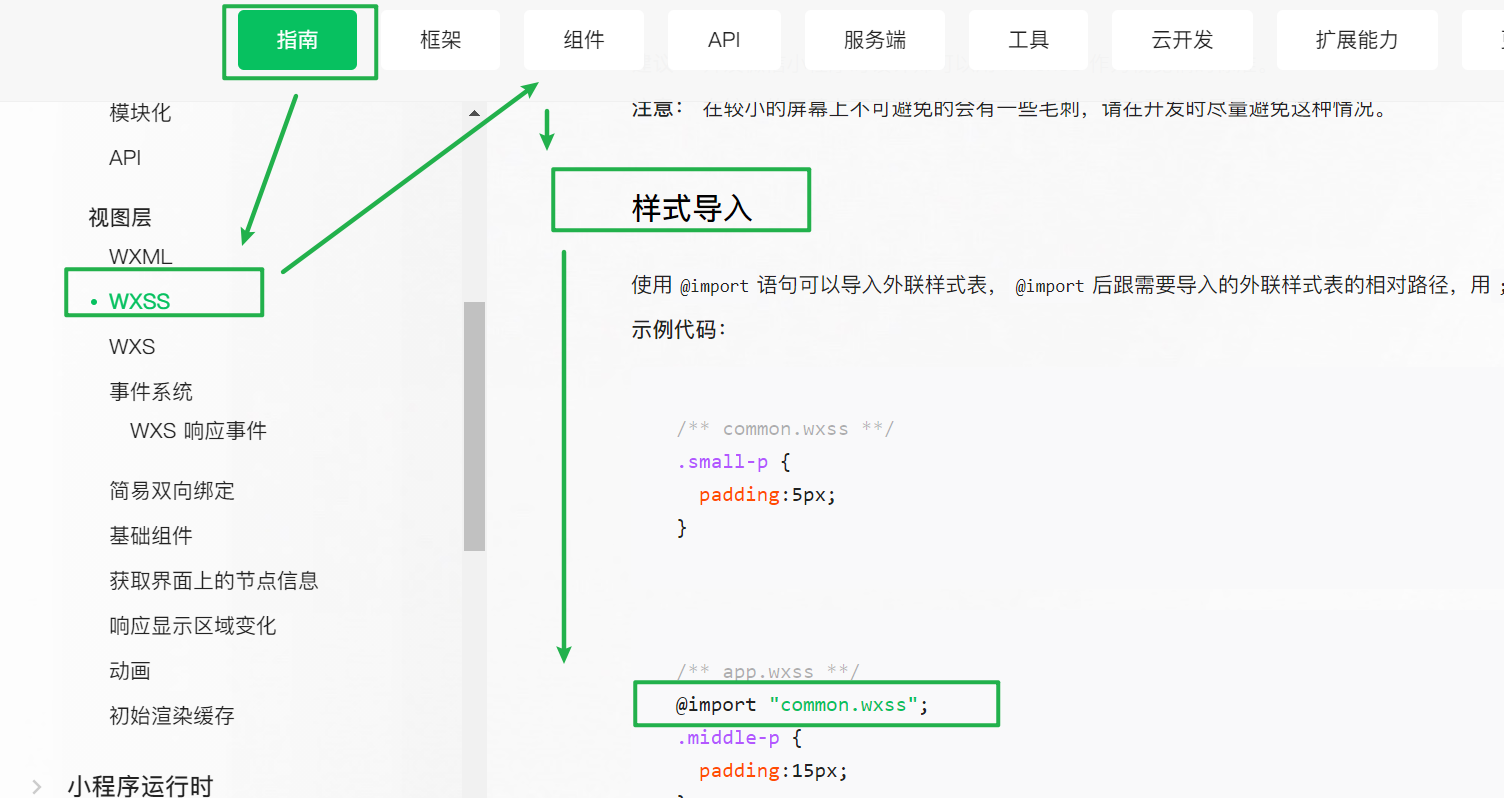 指南 框架 组件 API 服务端 工具 云开发 扩展能力
模块化
API
视图层
WXML
• WXSS
WXS
事件系统
WXS 响应事件
简易双向绑定
基础组件
获取界面上的节点信息
响应显示区域变化
动画
初始渲染缓存
小程序运行时
注意： 在较小的屏幕上不可避免的会有一些毛刺，请在开发时尽量避免这种情况。
样式导入
使用 @import 语句可以导入外联样式表， @import 后跟需要导入的外联样式表的相对路径，用 ;
示例代码：
/** common.wxss **/
.small-p {
  padding:5px;
}
/** app.wxss **/
@import "common.wxss";
.middle-p {
  padding:15px;